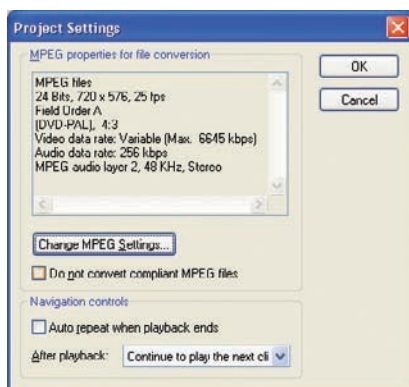 Project Settings
MPEG properties for file conversion
MPEG files
24 Bits, 720 x 576, 25 fps
Field Order A
(DVD-PAL), 4:3
Video data rate: Variable (Max. 6645 kbps)
Audio data rate: 256 kbps
MPEG audio layer 2, 48 KHz, Stereo
OK
Cancel
Change MPEG Settings...
Do not convert compliant MPEG files
Navigation controls
Auto repeat when playback ends
After playback: Continue to play the next cli